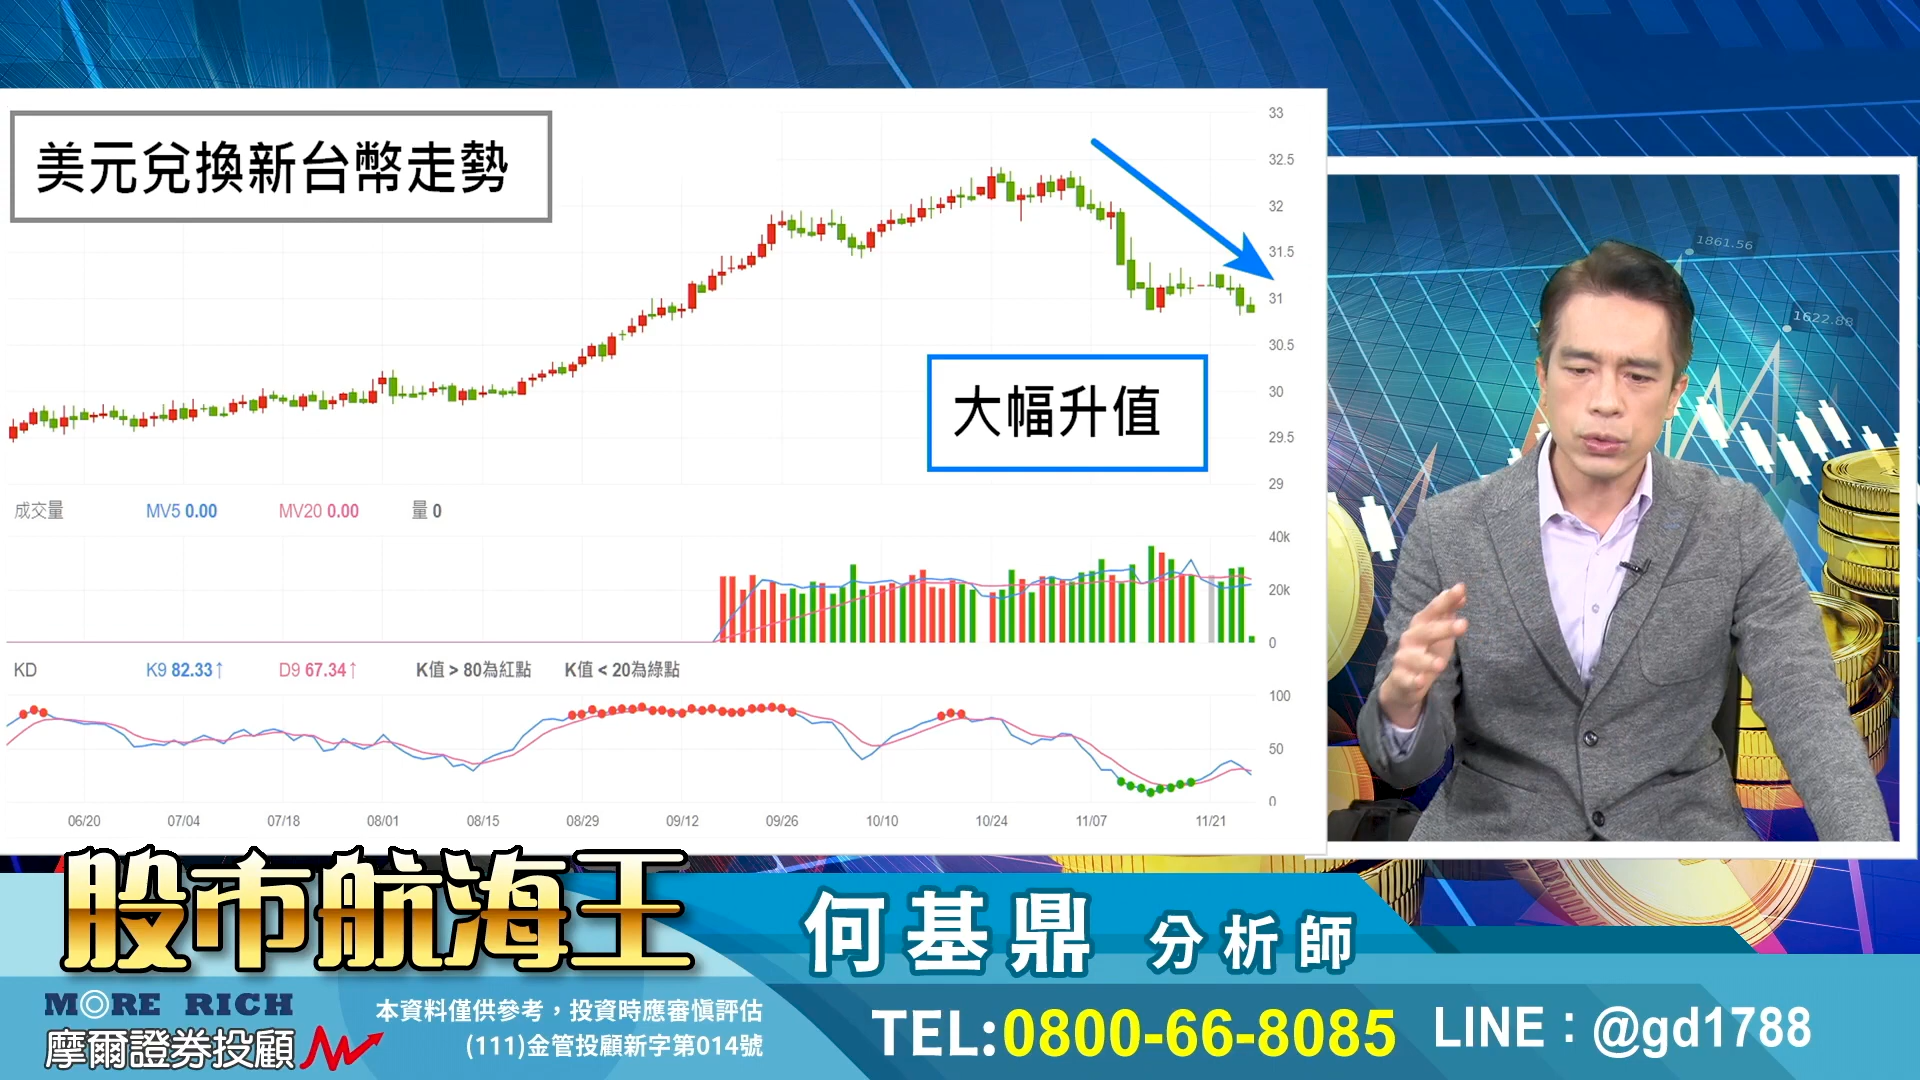 美元兌換新台幣走勢
33
32.5
32
31.5
31
30.5
30
29.5
29
大幅升值
成交量 MV5 0.00 MV20 0.00 量 0
40k
20k
0
KD K9 82.33↑ D9 67.34↑ K值 > 80為紅點 K值 < 20為綠點
100
50
0
06/20 07/04 07/18 08/01 08/15 08/29 09/12 09/26 10/10 10/24 11/07 11/21
1861.56
1622.88
股市航海王
何基鼎 分析師
MORE RICH
摩爾證券投顧
本資料僅供參考，投資時應審慎評估
(111)金管投顧新字第014號
TEL:0800-66-8085
LINE：@gd1788